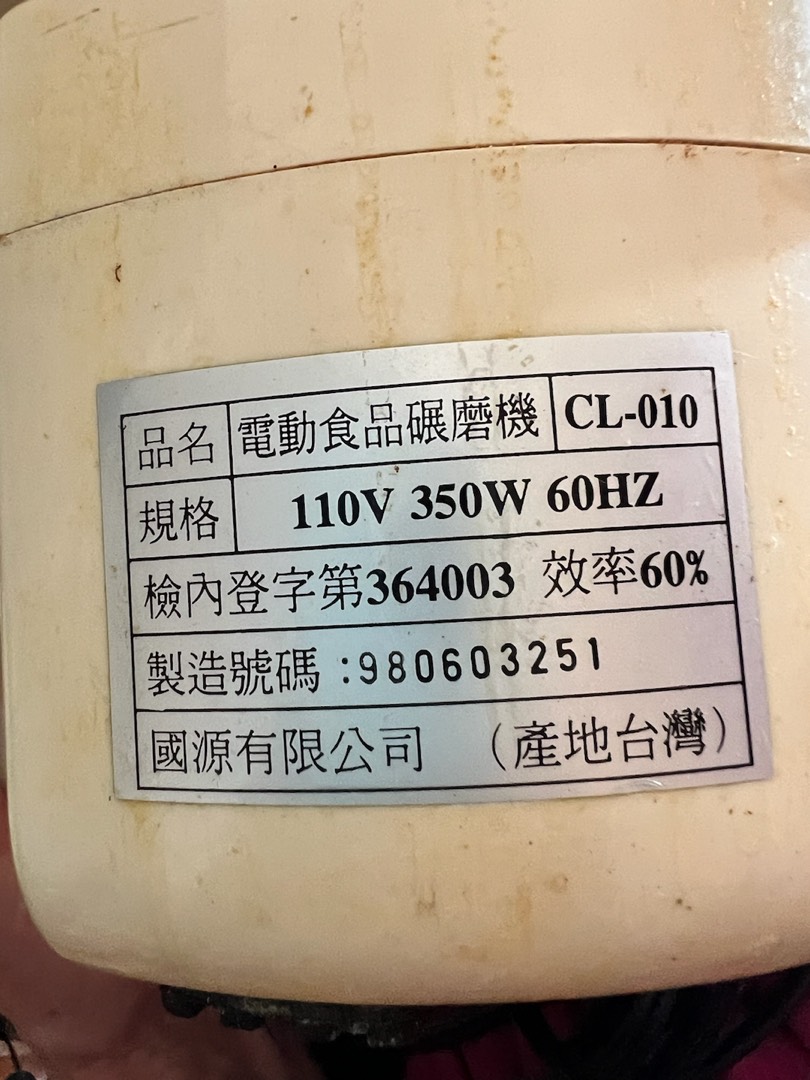 品名 電動食品碾磨機 CL-010
規格 110V 350W 60HZ
檢內登字第364003 效率60%
製造號碼:980603251
國源有限公司 (產地台灣)